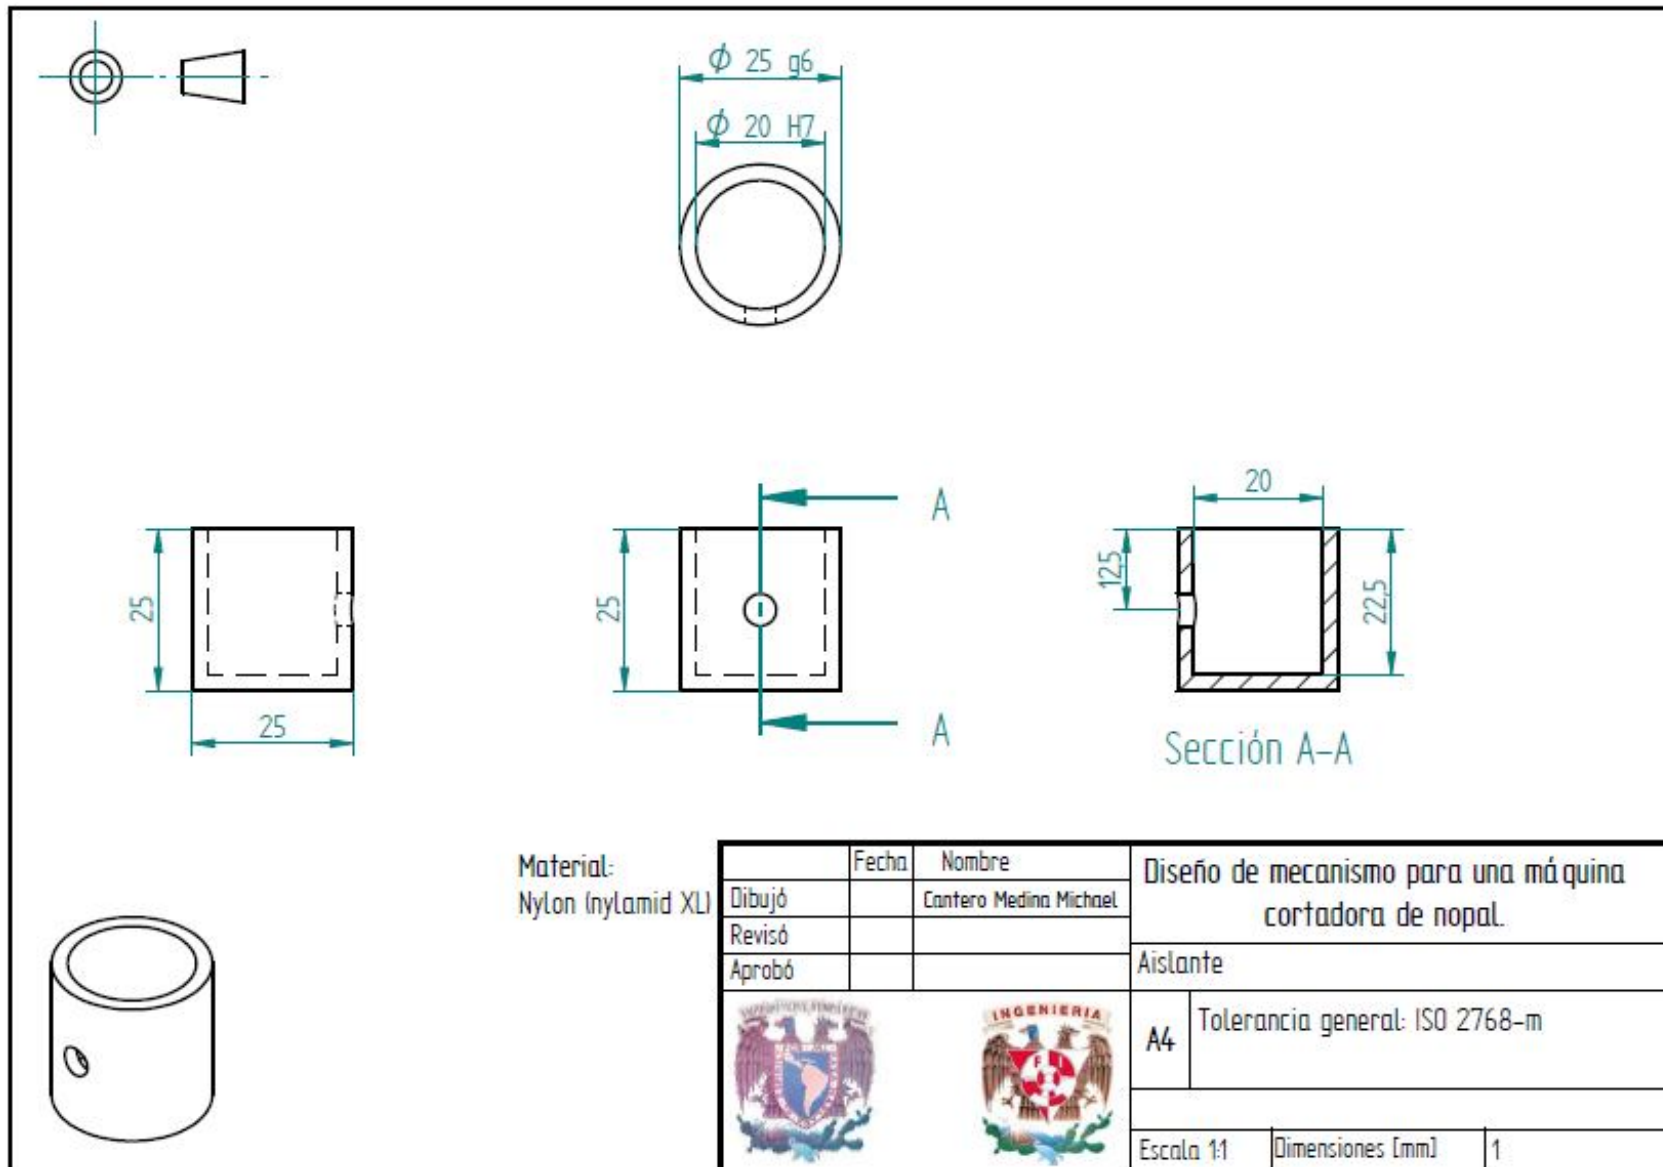 Ø 25 g6
Ø 20 H7
25
25
25
A
A
20
12,5
22,5
Sección A-A
Material:
Nylon (nylamid XL)
Fecha
Nombre
Dibujó
Cantero Medina Michael
Revisó
Aprobó
Diseño de mecanismo para una máquina
cortadora de nopal.
Aislante
A4
Tolerancia general: ISO 2768-m
INGENIERIA
F I
Escala 1:1
Dimensiones [mm]
1